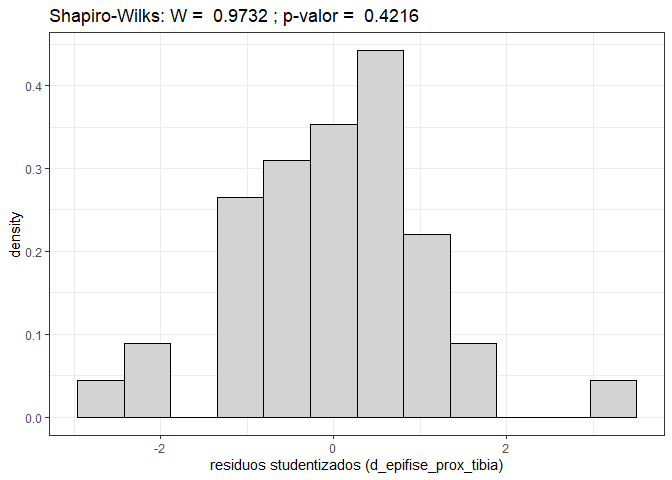 Shapiro-Wilks: W =  0.9732 ; p-valor =  0.4216
density
0.4
0.3
0.2
0.1
0.0
-2
0
2
residuos studentizados (d_epifise_prox_tibia)